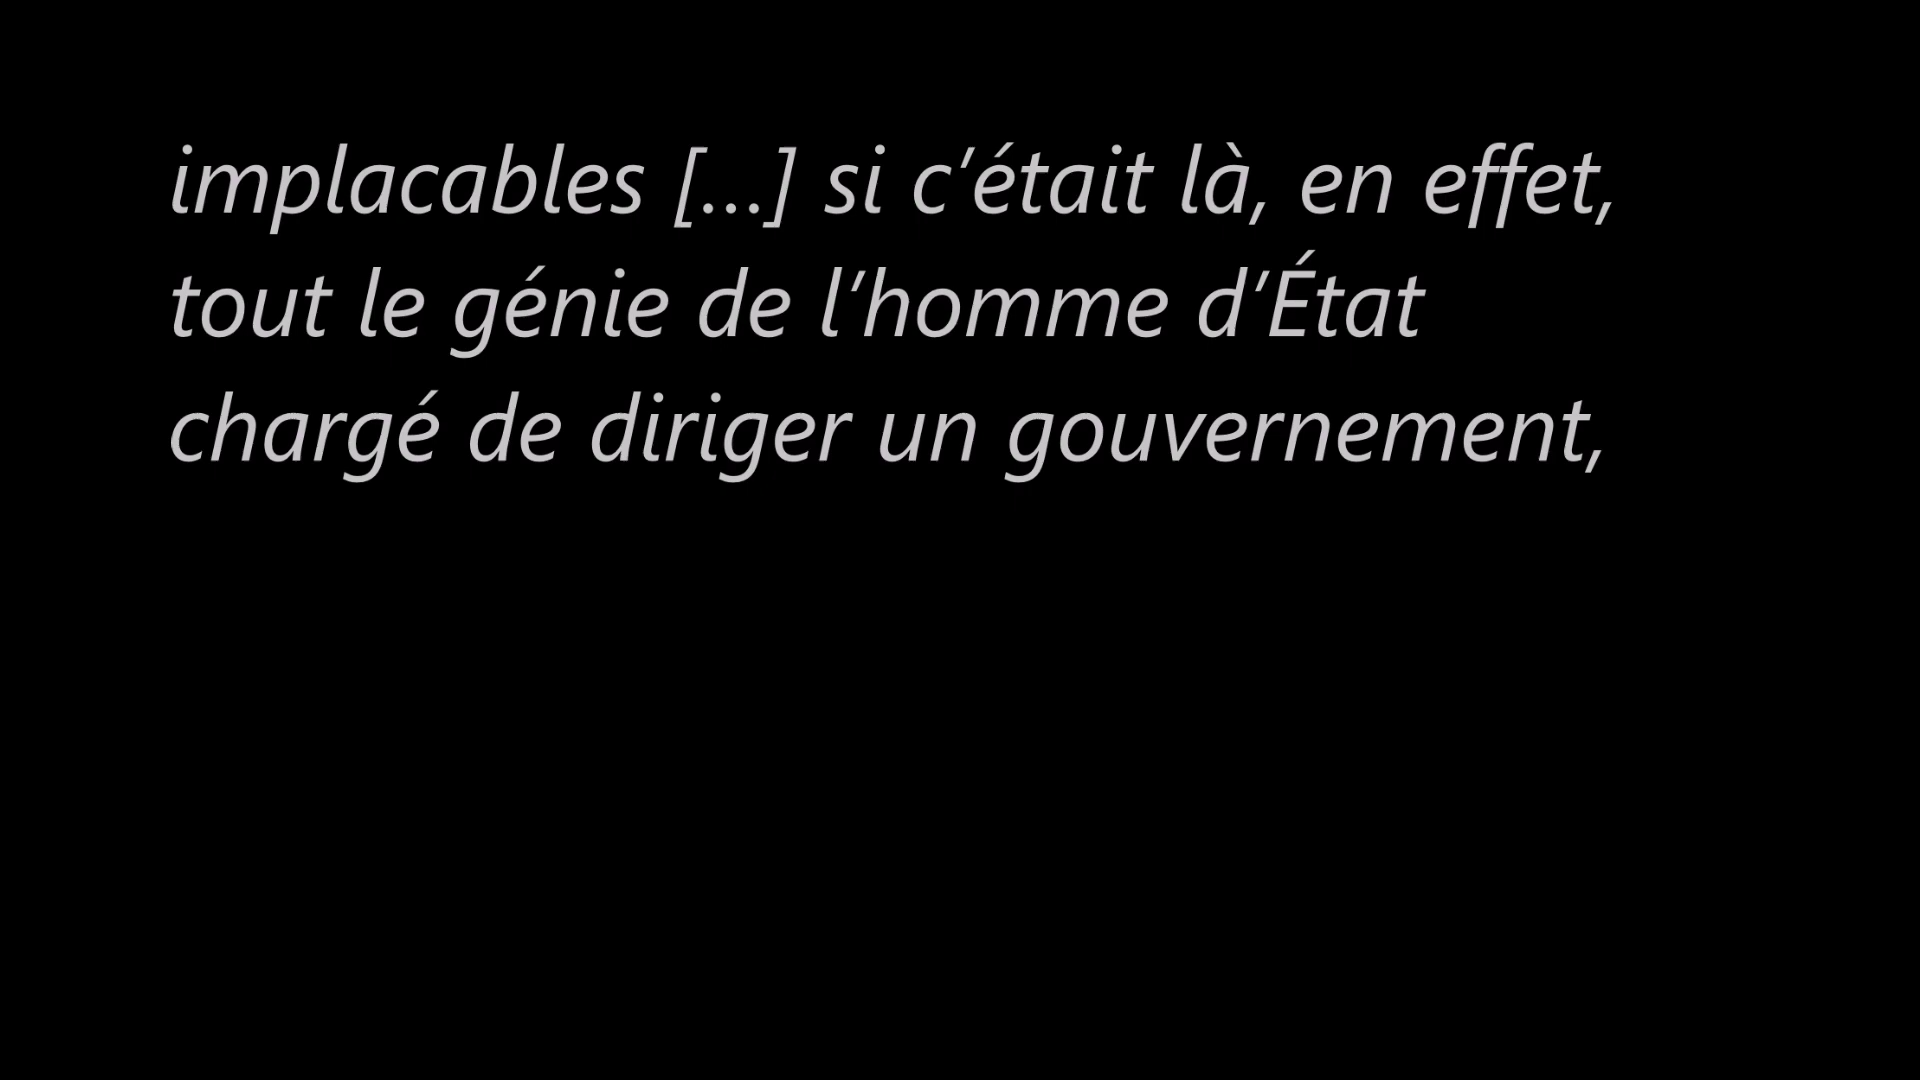 implacables […] si c’était là, en effet,
tout le génie de l’homme d’État
chargé de diriger un gouvernement,